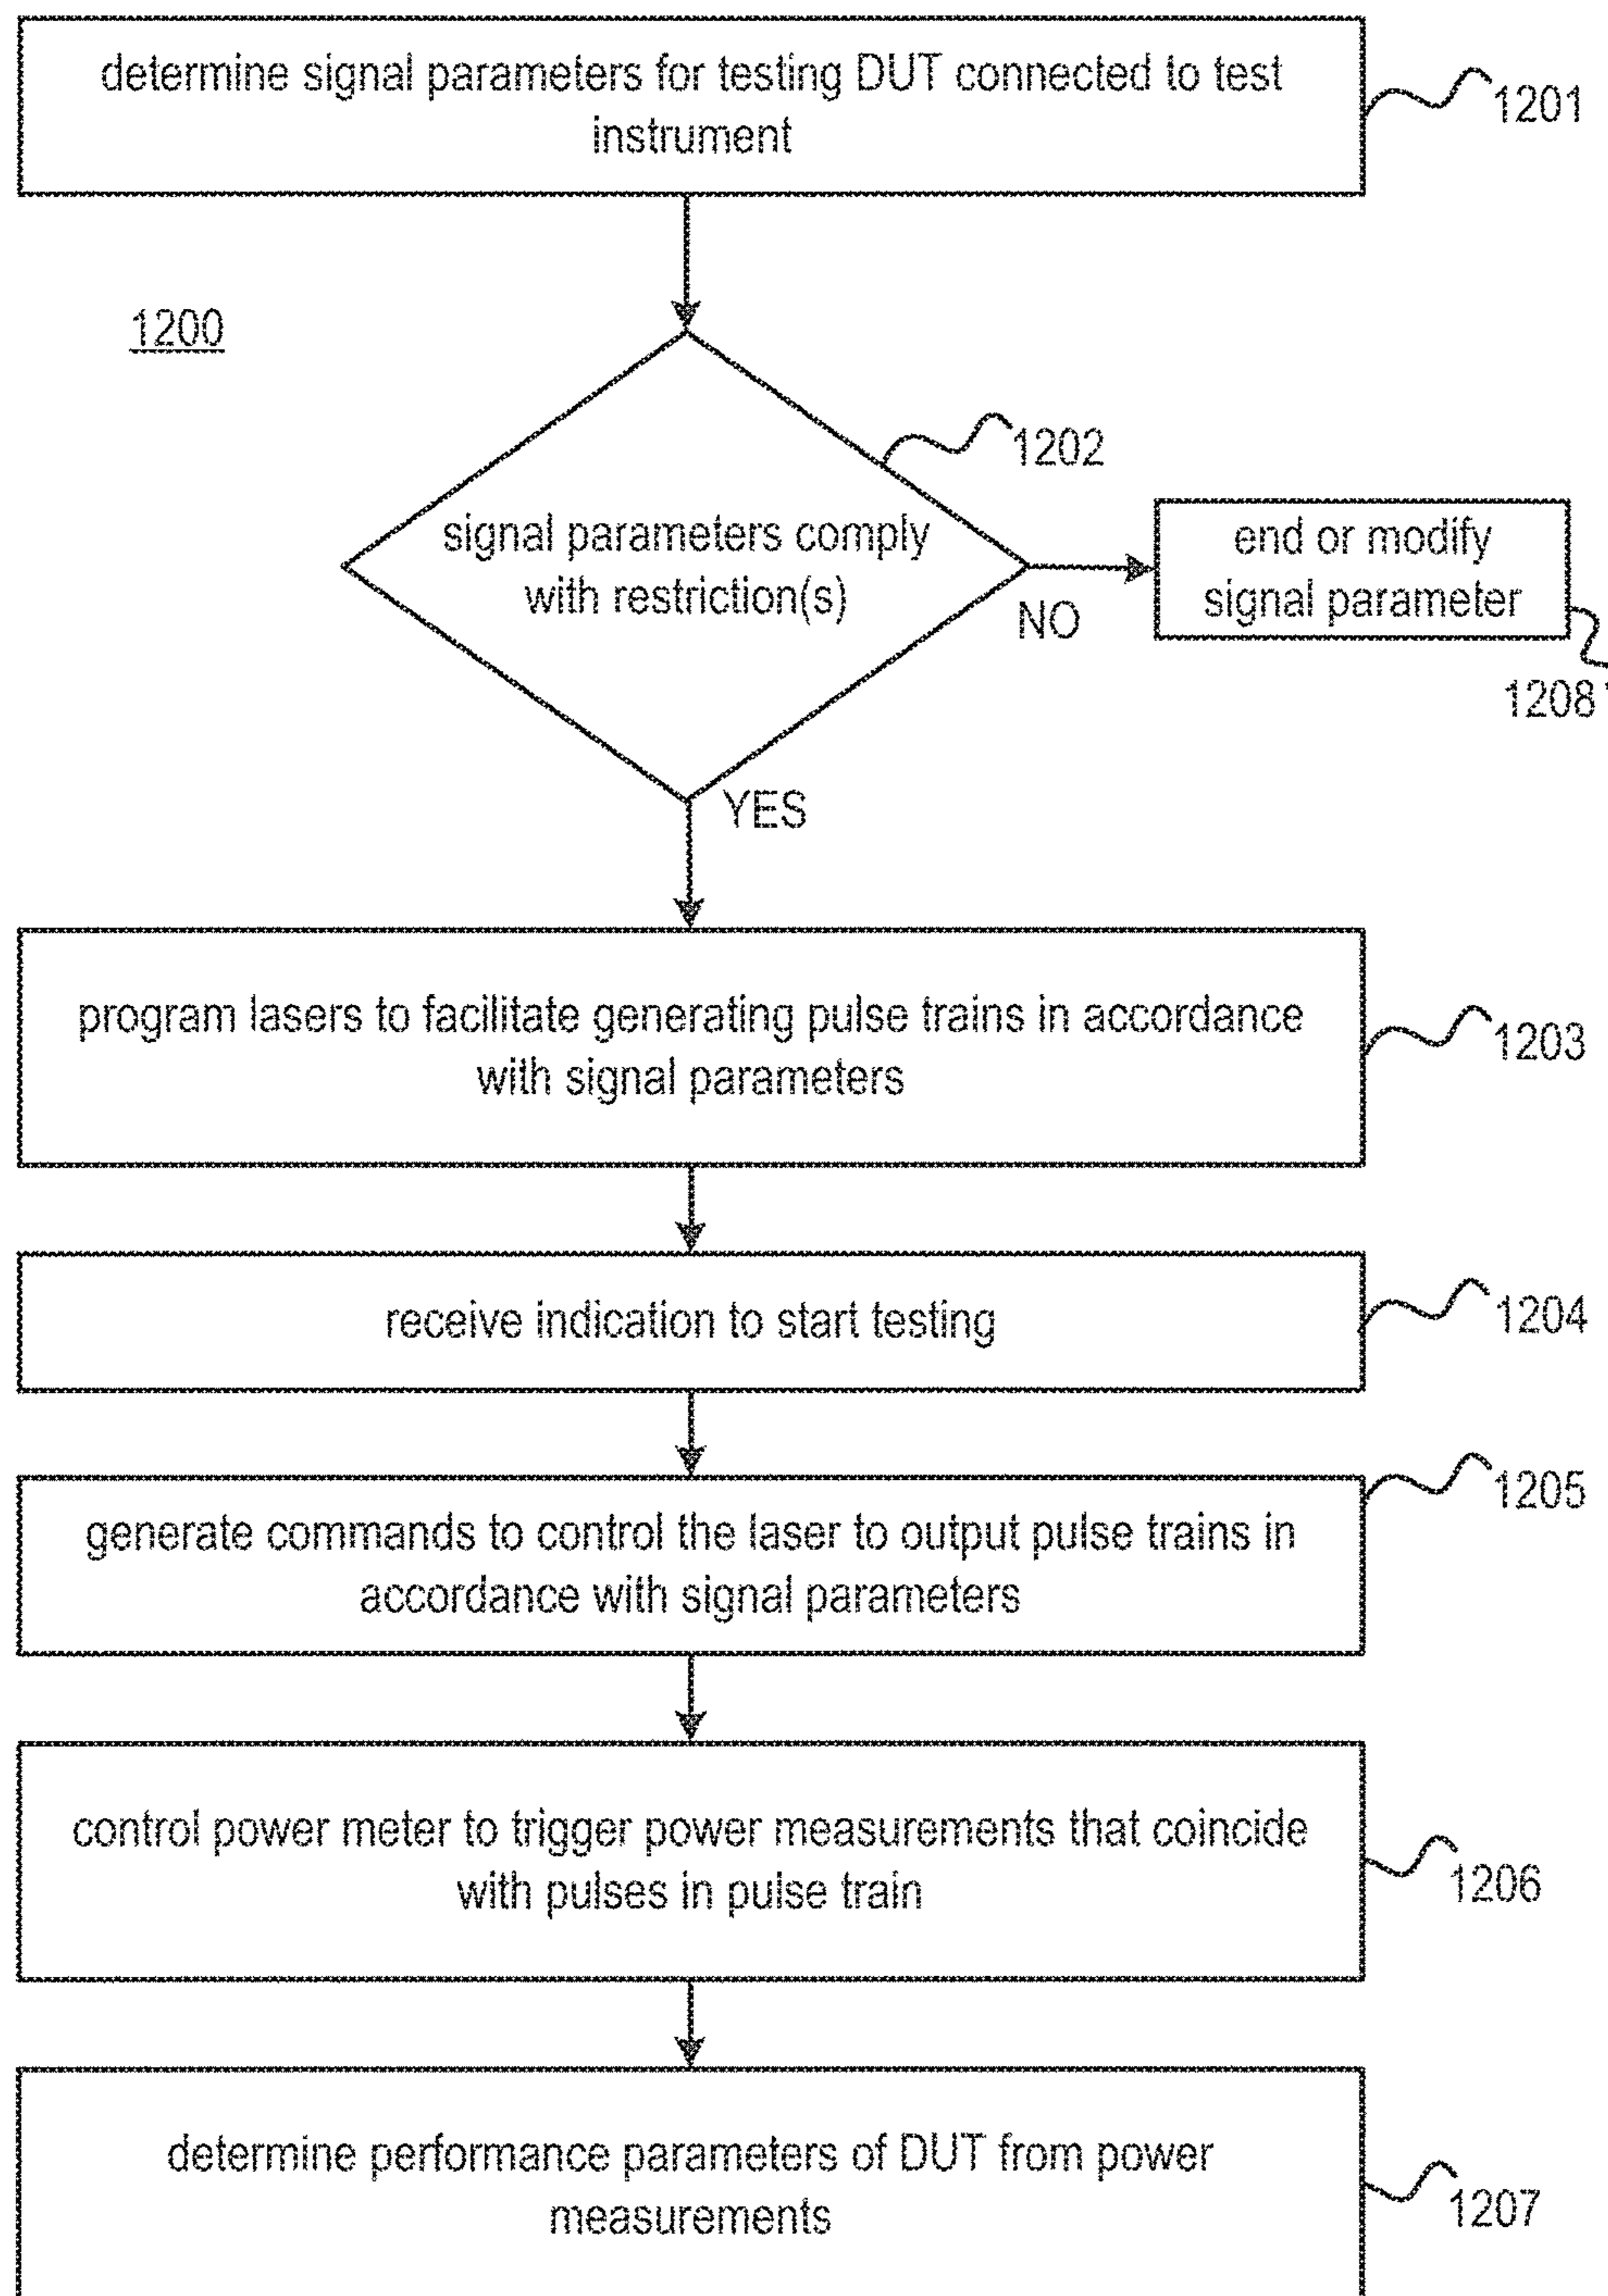 determine signal parameters for testing DUT connected to test
instrument
1201
1200
1202
signal parameters comply
with restriction(s)
NO
end or modify
signal parameter
1208
YES
program lasers to facilitate generating pulse trains in accordance
with signal parameters
1203
receive indication to start testing
1204
generate commands to control the laser to output pulse trains in
accordance with signal parameters
1205
control power meter to trigger power measurements that coincide
with pulses in pulse train
1206
determine performance parameters of DUT from power
measurements
1207